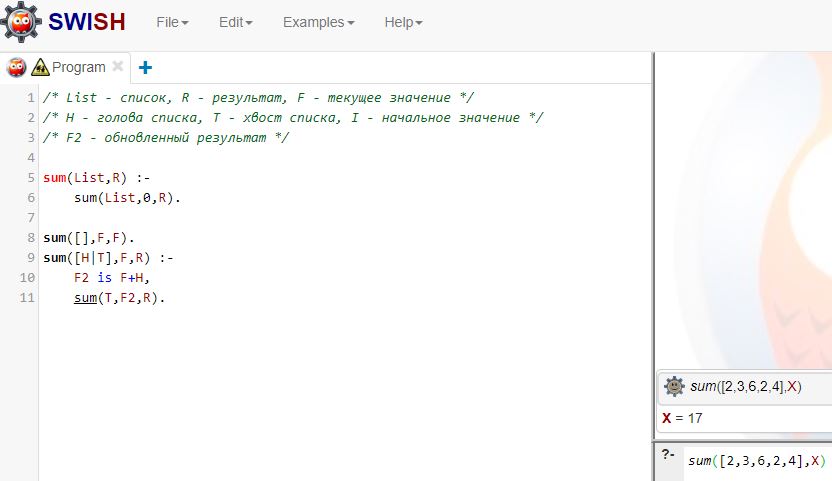 SWISH File Edit Examples Help
Program
1 /* List - список, R - результат, F - текущее значение */
2 /* H - голова списка, T - хвост списка, I - начальное значение */
3 /* F2 - обновленный результат */
4
5 sum(List,R) :-
6     sum(List,0,R).
7
8 sum([],F,F).
9 sum([H|T],F,R) :-
10     F2 is F+H,
11     sum(T,F2,R).
sum([2,3,6,2,4],X)
X = 17
?- sum([2,3,6,2,4],X)